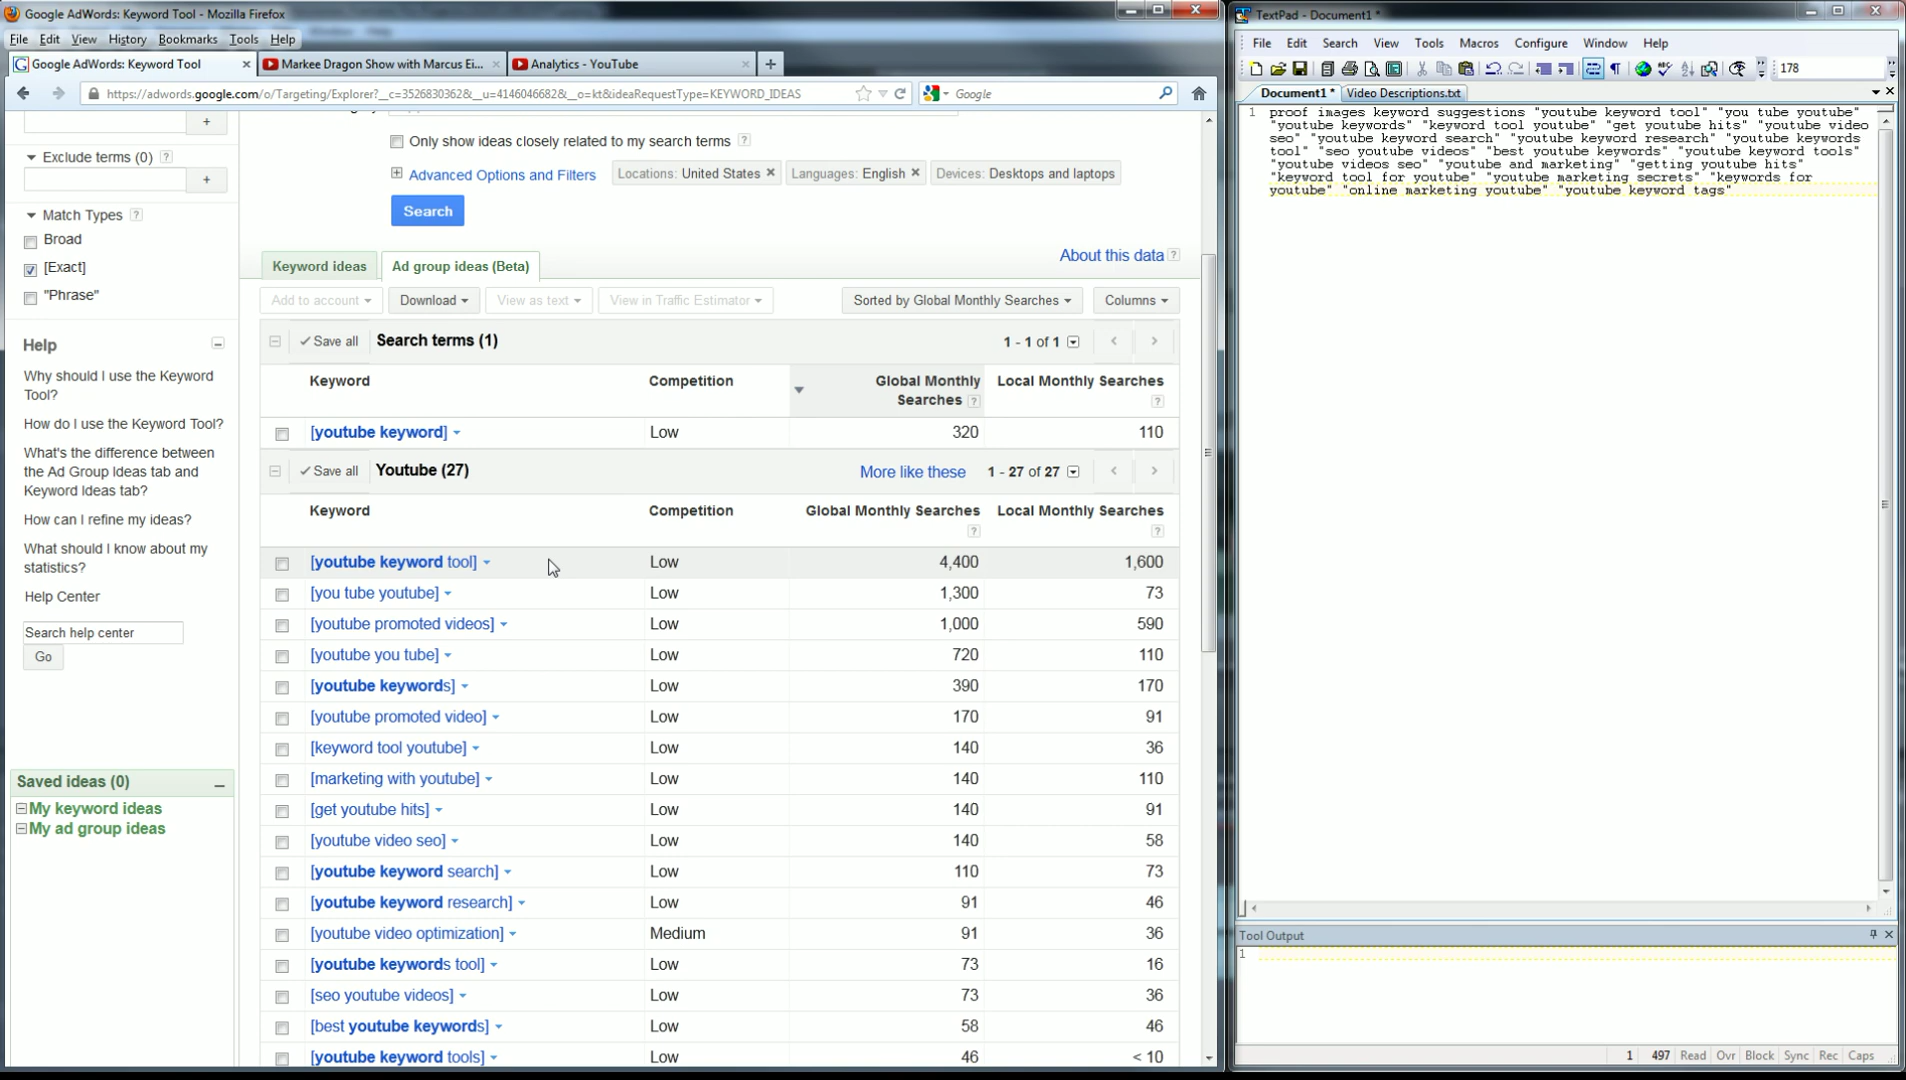 Google AdWords: Keyword Tool - Mozilla Firefox
File Edit View History Bookmarks Tools Help
Google AdWords: Keyword Tool
Markee Dragon Show with Marcus Ei...
Analytics - YouTube
https://adwords.google.com/o/Targeting/Explorer?__c=3526830362&__u=4146046682&__o=kt&ideaRequestType=KEYWORD_IDEAS
Google
Exclude terms (0)
Match Types
Broad
[Exact]
"Phrase"
Help
Why should I use the Keyword
Tool?
How do I use the Keyword Tool?
What's the difference between
the Ad Group Ideas tab and
Keyword Ideas tab?
How can I refine my ideas?
What should I know about my
statistics?
Help Center
Search help center
Go
Saved ideas (0)
My keyword ideas
My ad group ideas
Only show ideas closely related to my search terms
Advanced Options and Filters Locations: United States Languages: English Devices: Desktops and laptops
Search
About this data
Keyword ideas Ad group ideas (Beta)
Add to account Download View as text View in Traffic Estimator Sorted by Global Monthly Searches Columns
Save all Search terms (1) 1 - 1 of 1
Keyword Competition Global Monthly Searches Local Monthly Searches
[youtube keyword] Low 320 110
Save all Youtube (27) More like these 1 - 27 of 27
Keyword Competition Global Monthly Searches Local Monthly Searches
[youtube keyword tool] Low 4,400 1,600
[you tube youtube] Low 1,300 73
[youtube promoted videos] Low 1,000 590
[youtube you tube] Low 720 110
[youtube keywords] Low 390 170
[youtube promoted video] Low 170 91
[keyword tool youtube] Low 140 36
[marketing with youtube] Low 140 110
[get youtube hits] Low 140 91
[youtube video seo] Low 140 58
[youtube keyword search] Low 110 73
[youtube keyword research] Low 91 46
[youtube video optimization] Medium 91 36
[youtube keywords tool] Low 73 16
[seo youtube videos] Low 73 36
[best youtube keywords] Low 58 46
[youtube keyword tools] Low 46 < 10
TextPad - Document1 *
File Edit Search View Tools Macros Configure Window Help
178
Document1 * Video Descriptions.txt
1 proof images keyword suggestions "youtube keyword tool" "you tube youtube"
"youtube keywords" "keyword tool youtube" "get youtube hits" "youtube video
seo" "youtube keyword search" "youtube keyword research" "youtube keywords
tool" "seo youtube videos" "best youtube keywords" "youtube keyword tools"
"youtube videos seo" "youtube and marketing" "getting youtube hits"
"keyword tool for youtube" "youtube marketing secrets" "keywords for
youtube" "online marketing youtube" "youtube keyword tags"
Tool Output
1
1 497 Read Ovr Block Sync Rec Caps